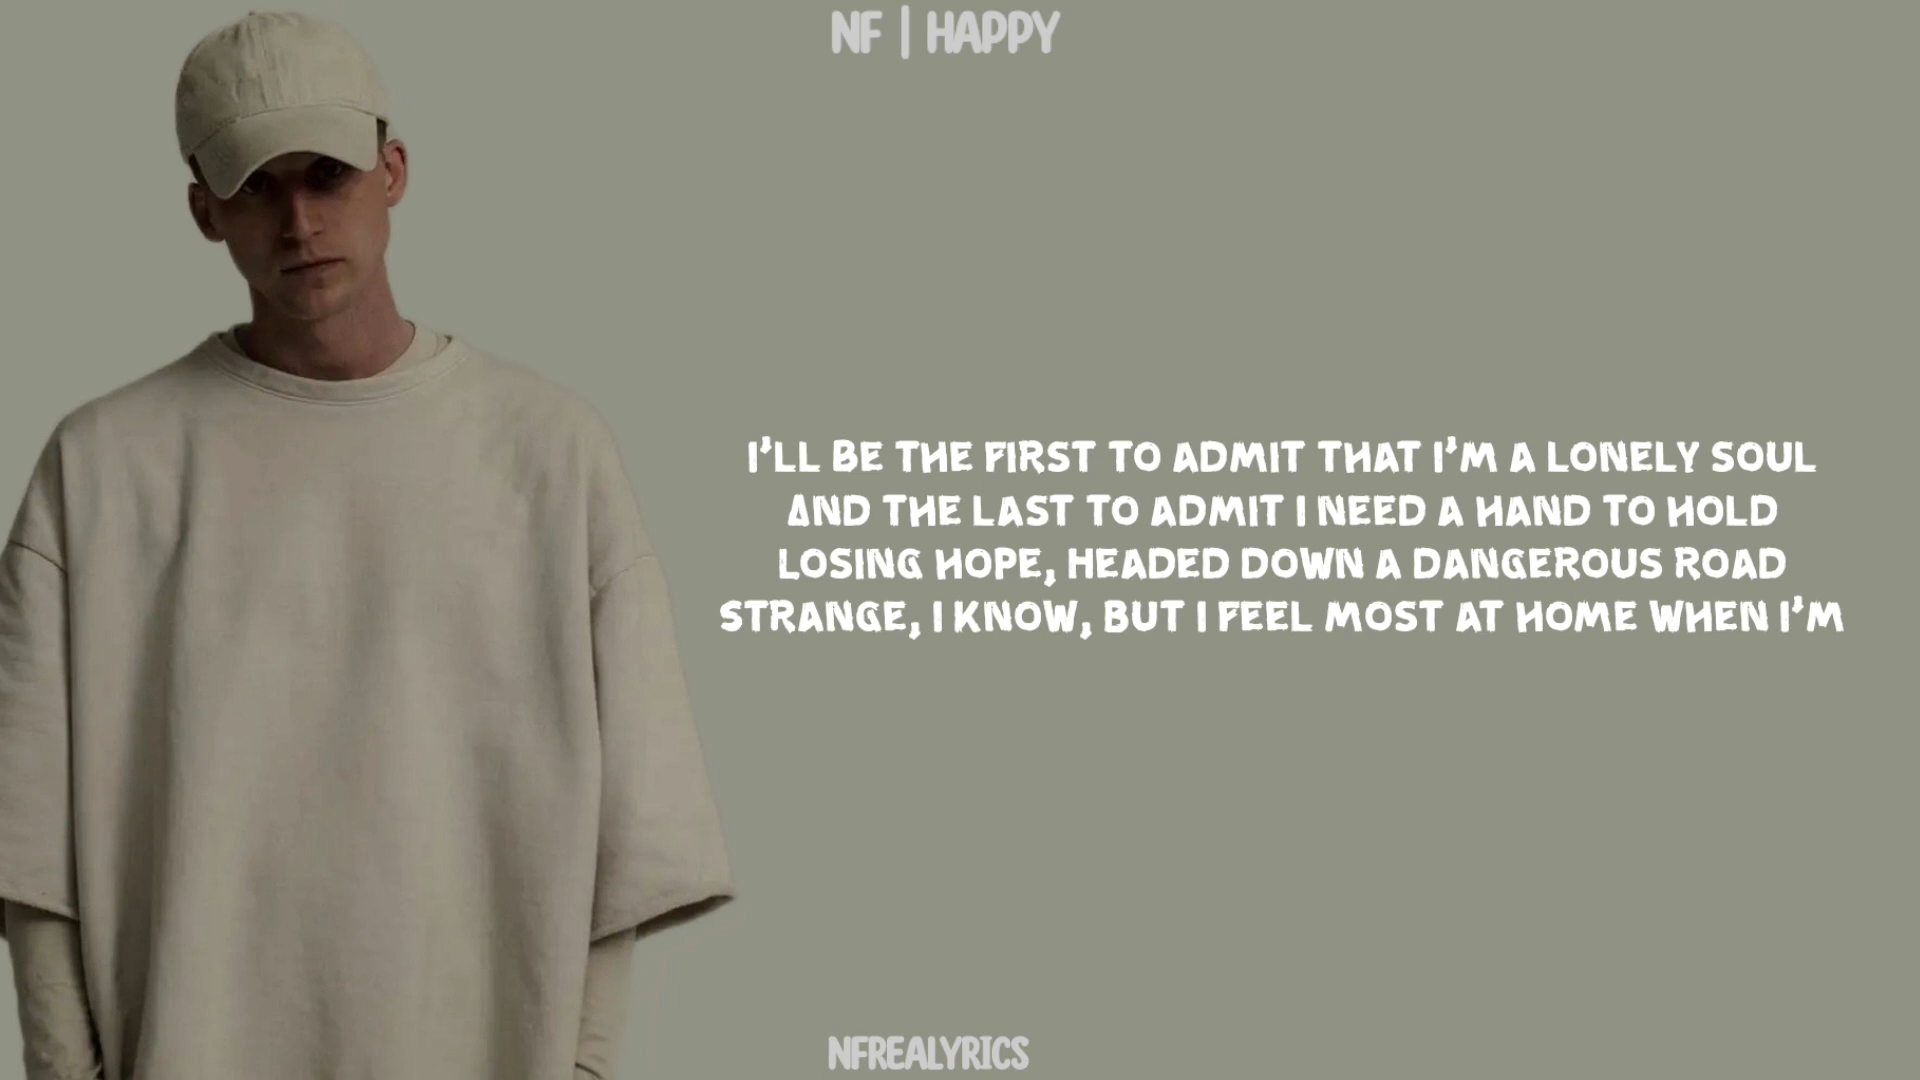 NF | HAPPY
I'LL BE THE FIRST TO ADMIT THAT I'M A LONELY SOUL
AND THE LAST TO ADMIT I NEED A HAND TO HOLD
LOSING HOPE, HEADED DOWN A DANGEROUS ROAD
STRANGE, I KNOW, BUT I FEEL MOST AT HOME WHEN I'M
NFREALYRICS